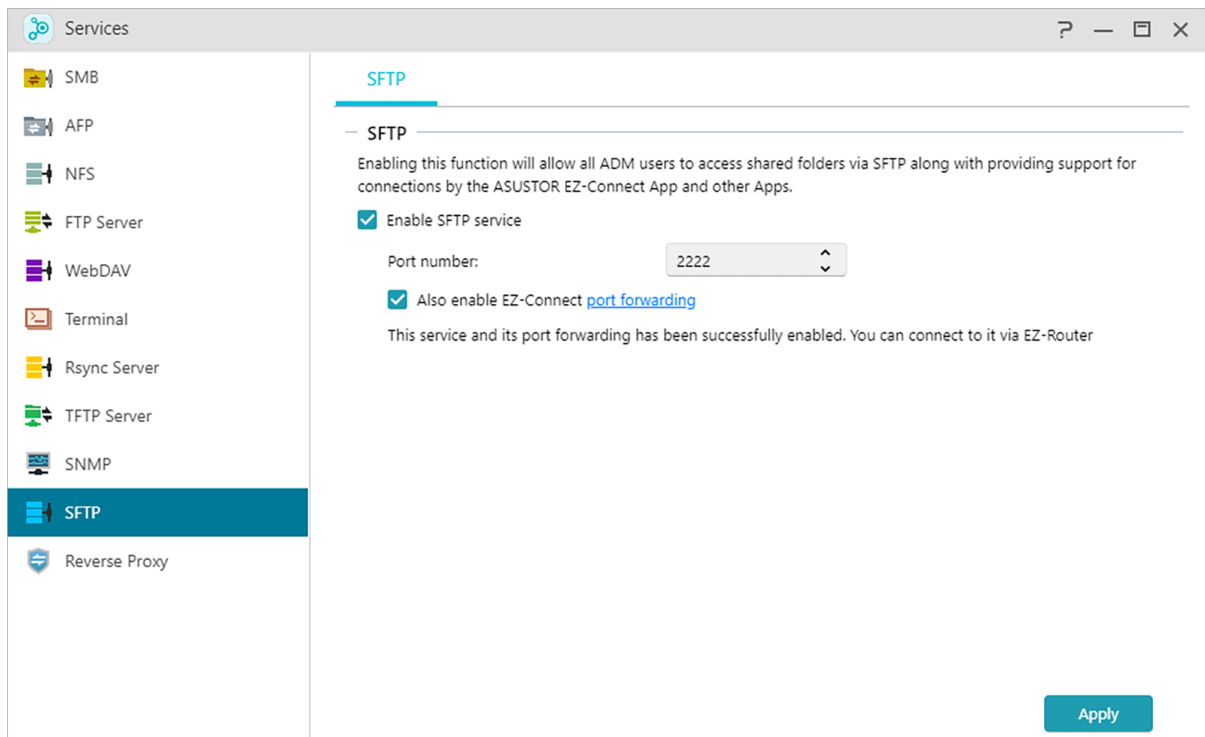 Services
SMB
AFP
NFS
FTP Server
WebDAV
Terminal
Rsync Server
TFTP Server
SNMP
SFTP
Reverse Proxy
SFTP
SFTP
Enabling this function will allow all ADM users to access shared folders via SFTP along with providing support for
connections by the ASUSTOR EZ-Connect App and other Apps.
Enable SFTP service
Port number: 2222
Also enable EZ-Connect port forwarding
This service and its port forwarding has been successfully enabled. You can connect to it via EZ-Router
Apply